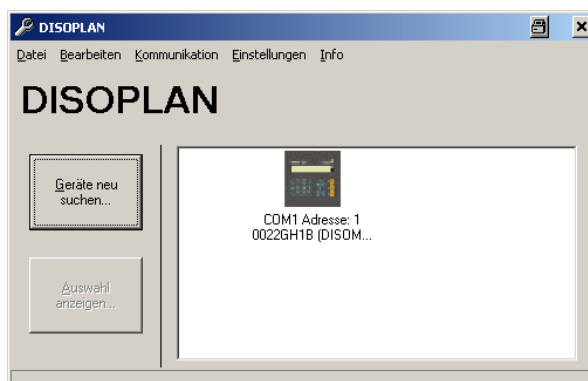 DISOPLAN
Datei Bearbeiten Kommunikation Einstellungen Info
DISOPLAN
Geräte neu
suchen...
COM1 Adresse: 1
0022GH1B (DISOM...
Auswahl
anzeigen...